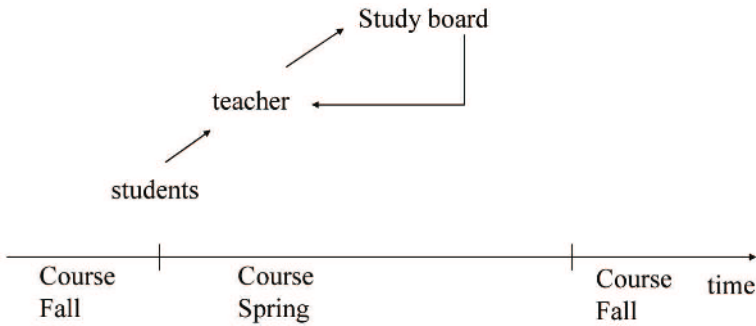 Study board
teacher
students
Course
Fall
Course
Spring
Course
Fall
time